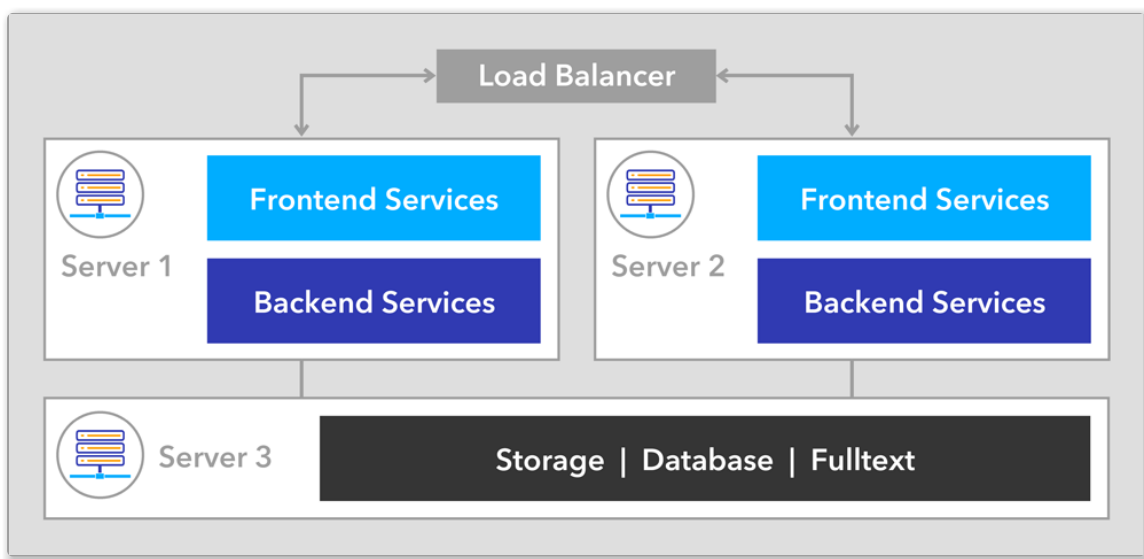 Load Balancer
Frontend Services
Server 1
Backend Services
Frontend Services
Server 2
Backend Services
Server 3
Storage | Database | Fulltext